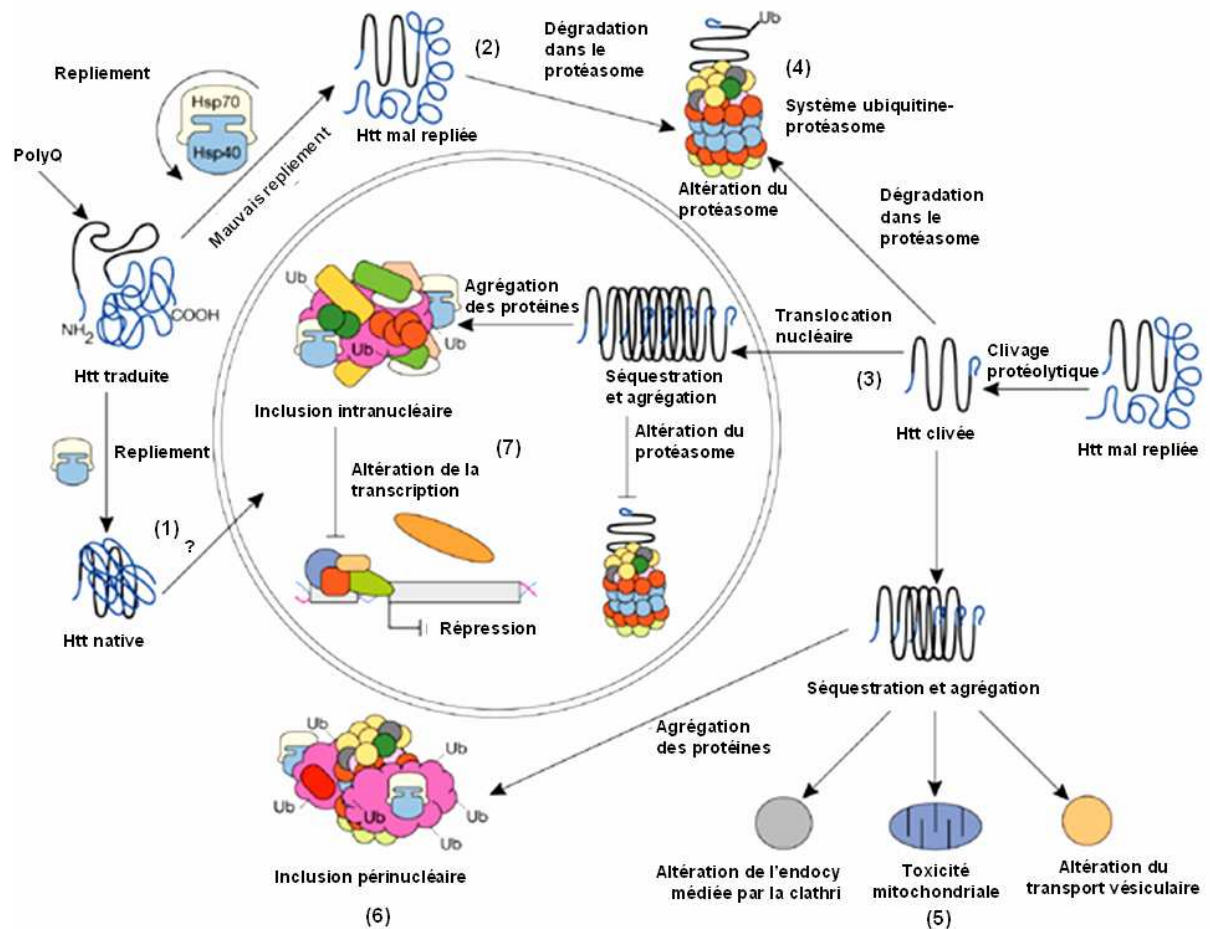 Repliement
Hsp70
Hsp40
PolyQ
NH2
COOH
Htt traduite
Mauvais repliement
Htt mal repliée
(2)
Dégradation
dans le
protéasome
Ub
(4)
Système ubiquitine-
protéasome
Altération du
protéasome
Dégradation
dans le
protéasome
Repliement
Htt native
(1)
?
Ub
Ub
Ub
Agrégation
des protéines
Inclusion intranucléaire
Séquestration
et agrégation
Translocation
nucléaire
(3)
Htt clivée
Clivage
protéolytique
Htt mal repliée
Altération du
protéasome
(7)
Altération de la
transcription
Répression
Séquestration et agrégation
Agrégation
des protéines
Ub
Ub
Ub
Ub
Ub
Ub
Ub
Inclusion périnucléaire
(6)
Altération de l'endocy
médiée par la clathri
Toxicité
mitochondriale
(5)
Altération du
transport vésiculaire